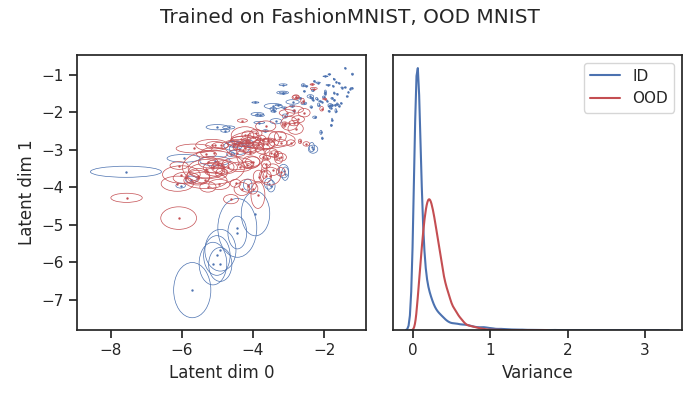 Trained on FashionMNIST, OOD MNIST
−1
−2
−3
−4
−5
−6
−7
Latent dim 1
−8
−6
−4
−2
Latent dim 0
ID
OOD
0
1
2
3
Variance